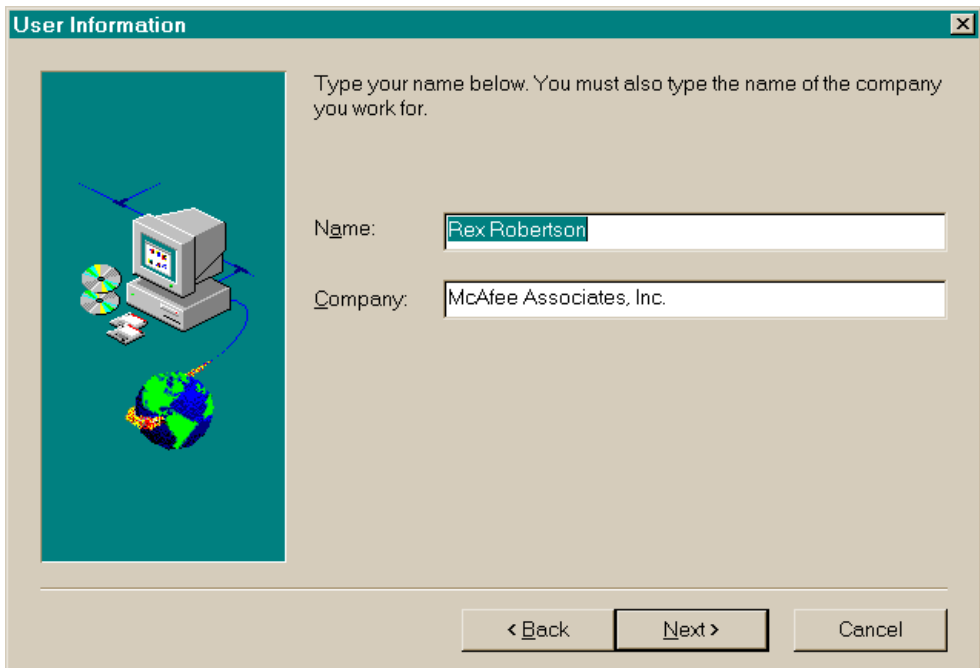 User Information
Type your name below. You must also type the name of the company
you work for.
Name:
Rex Robertson
Company:
McAfee Associates, Inc.
< Back
Next >
Cancel